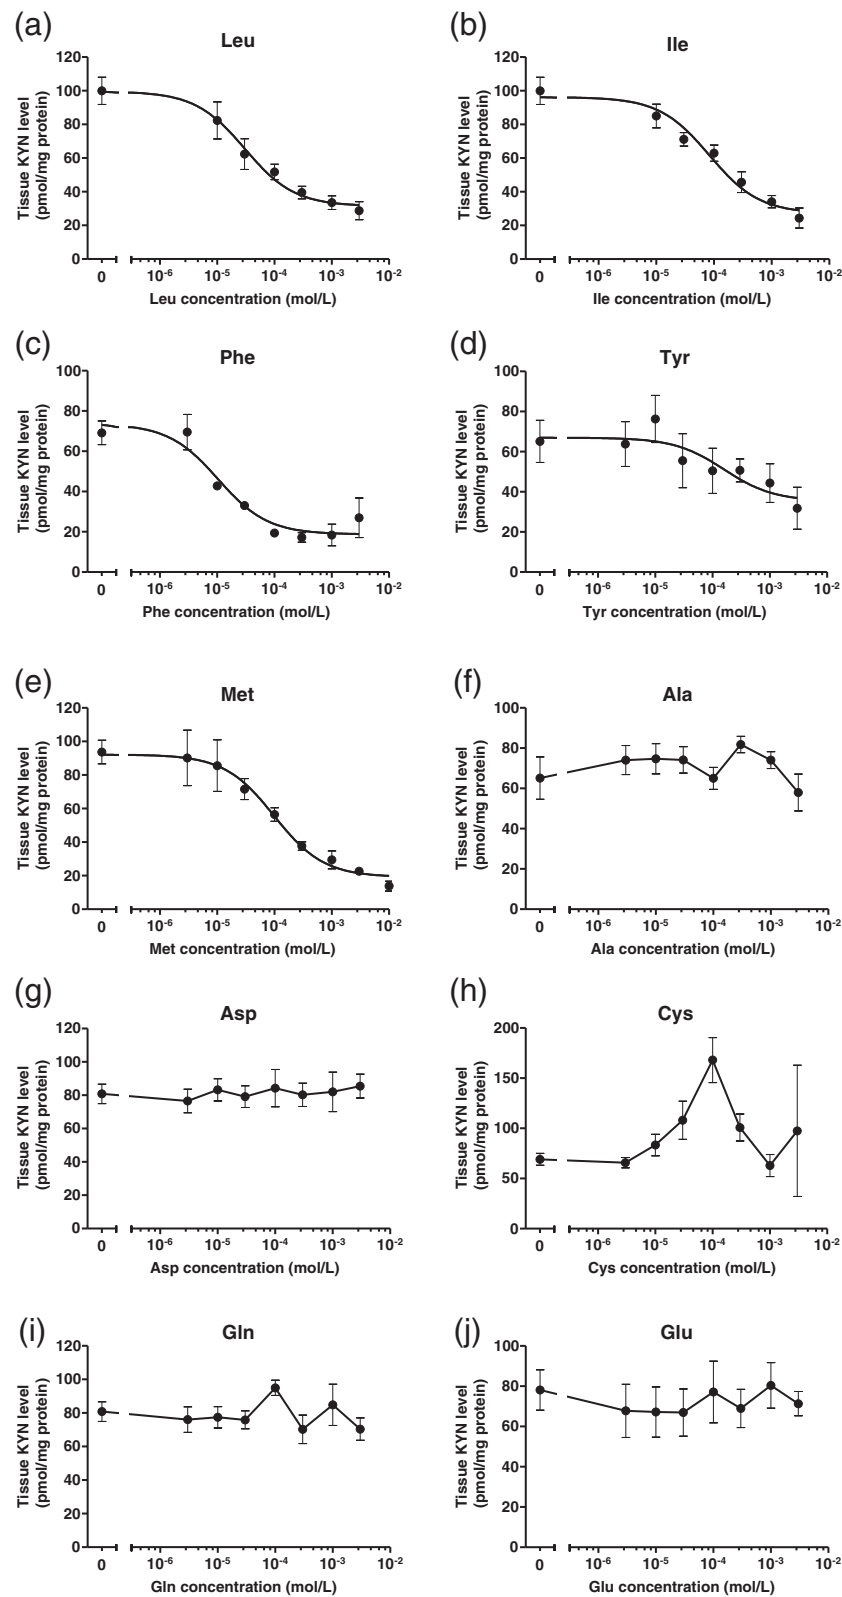 (a)
Leu
Tissue KYN level
(pmol/mg protein)
120
100
80
60
40
20
0
0 10-6 10-5 10-4 10-3 10-2
Leu concentration (mol/L)
(b)
Ile
Tissue KYN level
(pmol/mg protein)
120
100
80
60
40
20
0
0 10-6 10-5 10-4 10-3 10-2
Ile concentration (mol/L)
(c)
Phe
Tissue KYN level
(pmol/mg protein)
100
80
60
40
20
0
0 10-6 10-5 10-4 10-3 10-2
Phe concentration (mol/L)
(d)
Tyr
Tissue KYN level
(pmol/mg protein)
100
80
60
40
20
0
0 10-6 10-5 10-4 10-3 10-2
Tyr concentration (mol/L)
(e)
Met
Tissue KYN level
(pmol/mg protein)
120
100
80
60
40
20
0
0 10-6 10-5 10-4 10-3 10-2
Met concentration (mol/L)
(f)
Ala
Tissue KYN level
(pmol/mg protein)
100
80
60
40
20
0
0 10-6 10-5 10-4 10-3 10-2
Ala concentration (mol/L)
(g)
Asp
Tissue KYN level
(pmol/mg protein)
120
100
80
60
40
20
0
0 10-6 10-5 10-4 10-3 10-2
Asp concentration (mol/L)
(h)
Cys
Tissue KYN level
(pmol/mg protein)
200
150
100
50
0
0 10-6 10-5 10-4 10-3 10-2
Cys concentration (mol/L)
(i)
Gln
Tissue KYN level
(pmol/mg protein)
120
100
80
60
40
20
0
0 10-6 10-5 10-4 10-3 10-2
Gln concentration (mol/L)
(j)
Glu
Tissue KYN level
(pmol/mg protein)
100
80
60
40
20
0
0 10-6 10-5 10-4 10-3 10-2
Glu concentration (mol/L)